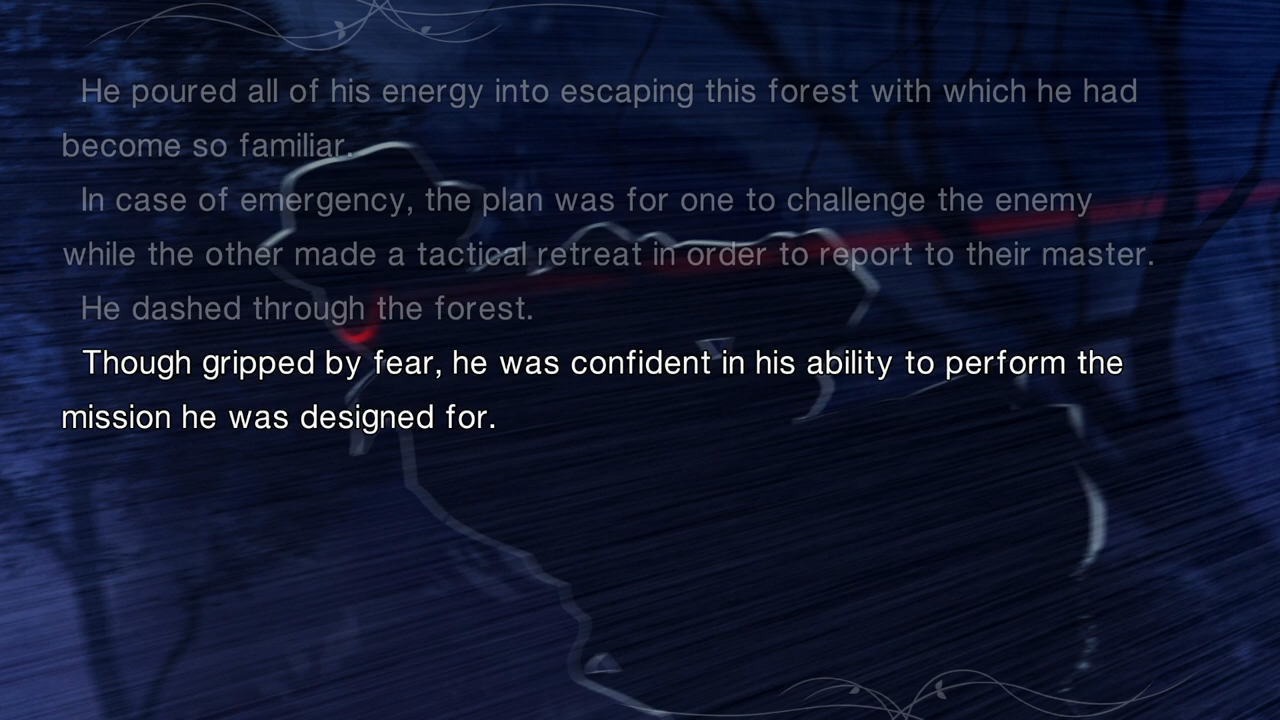 He poured all of his energy into escaping this forest with which he had
become so familiar.
In case of emergency, the plan was for one to challenge the enemy
while the other made a tactical retreat in order to report to their master.
He dashed through the forest.
Though gripped by fear, he was confident in his ability to perform the
mission he was designed for.